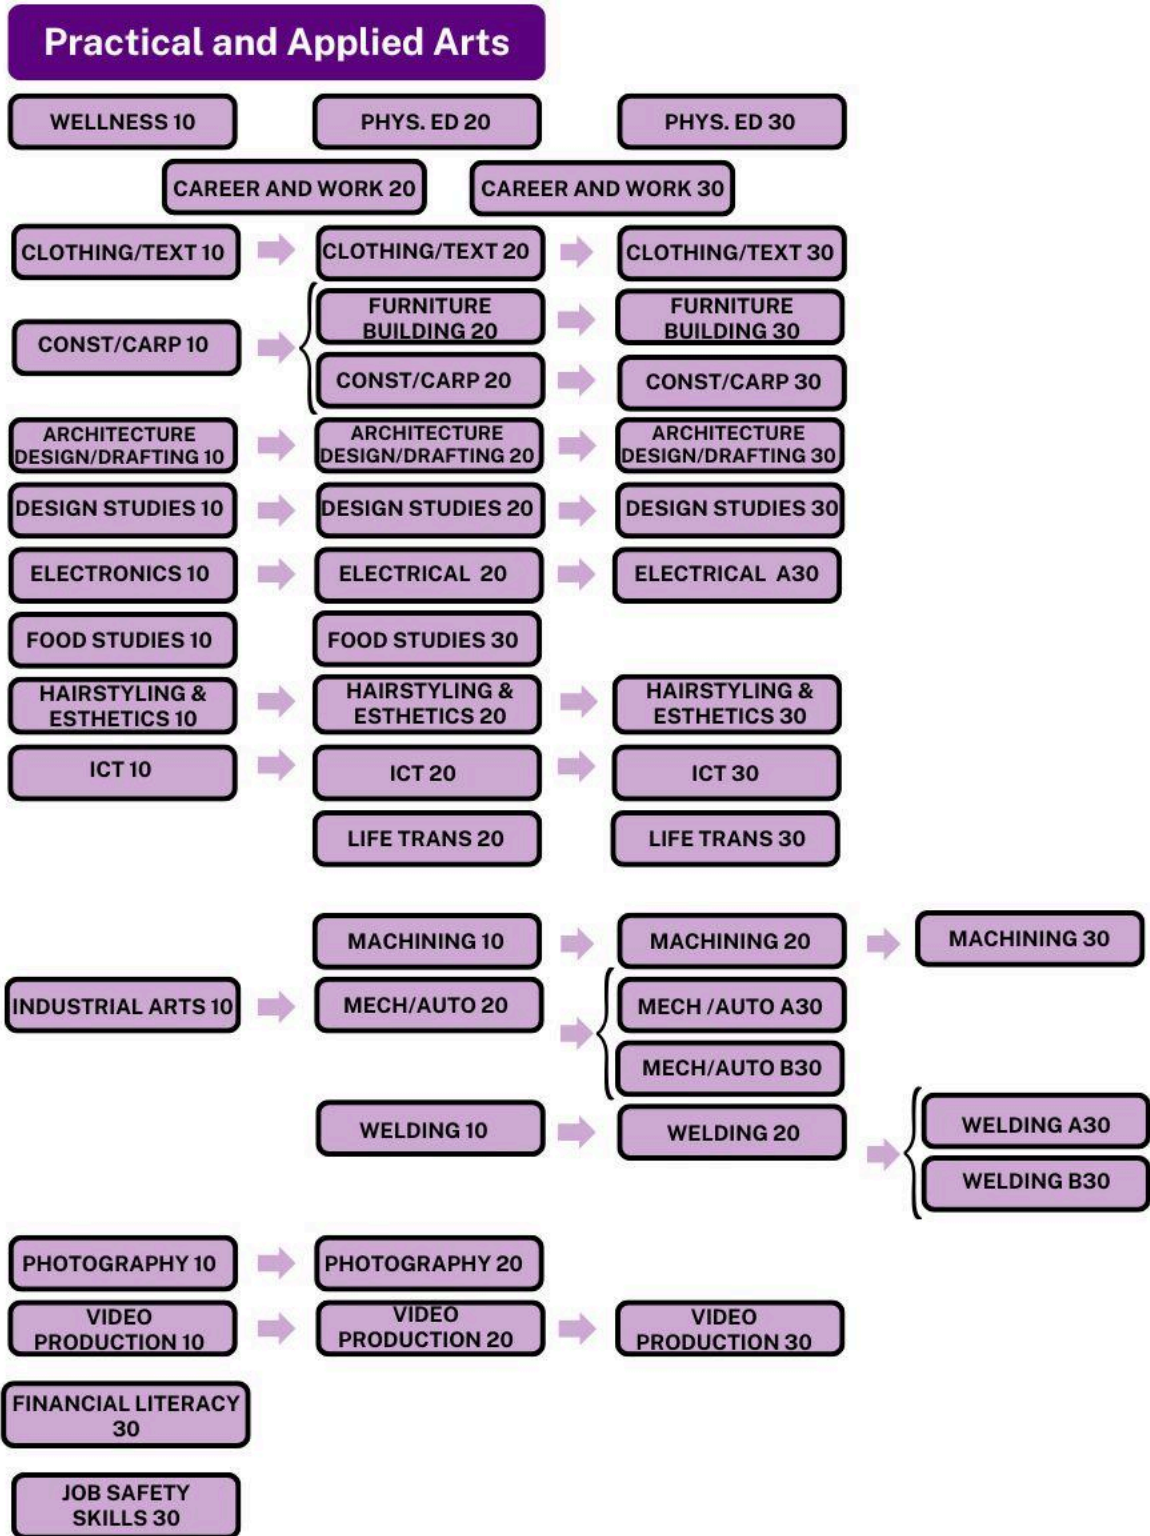 Practical and Applied Arts
WELLNESS 10
PHYS. ED 20
PHYS. ED 30
CAREER AND WORK 20
CAREER AND WORK 30
CLOTHING/TEXT 10
CLOTHING/TEXT 20
CLOTHING/TEXT 30
CONST/CARP 10
FURNITURE
BUILDING 20
FURNITURE
BUILDING 30
CONST/CARP 20
CONST/CARP 30
ARCHITECTURE
DESIGN/DRAFTING 10
ARCHITECTURE
DESIGN/DRAFTING 20
ARCHITECTURE
DESIGN/DRAFTING 30
DESIGN STUDIES 10
DESIGN STUDIES 20
DESIGN STUDIES 30
ELECTRONICS 10
ELECTRICAL 20
ELECTRICAL A30
FOOD STUDIES 10
FOOD STUDIES 30
HAIRSTYLING &
ESTHETICS 10
HAIRSTYLING &
ESTHETICS 20
HAIRSTYLING &
ESTHETICS 30
ICT 10
ICT 20
ICT 30
LIFE TRANS 20
LIFE TRANS 30
MACHINING 10
MACHINING 20
MACHINING 30
INDUSTRIAL ARTS 10
MECH/AUTO 20
MECH /AUTO A30
MECH/AUTO B30
WELDING 10
WELDING 20
WELDING A30
WELDING B30
PHOTOGRAPHY 10
PHOTOGRAPHY 20
VIDEO
PRODUCTION 10
VIDEO
PRODUCTION 20
VIDEO
PRODUCTION 30
FINANCIAL LITERACY
30
JOB SAFETY
SKILLS 30